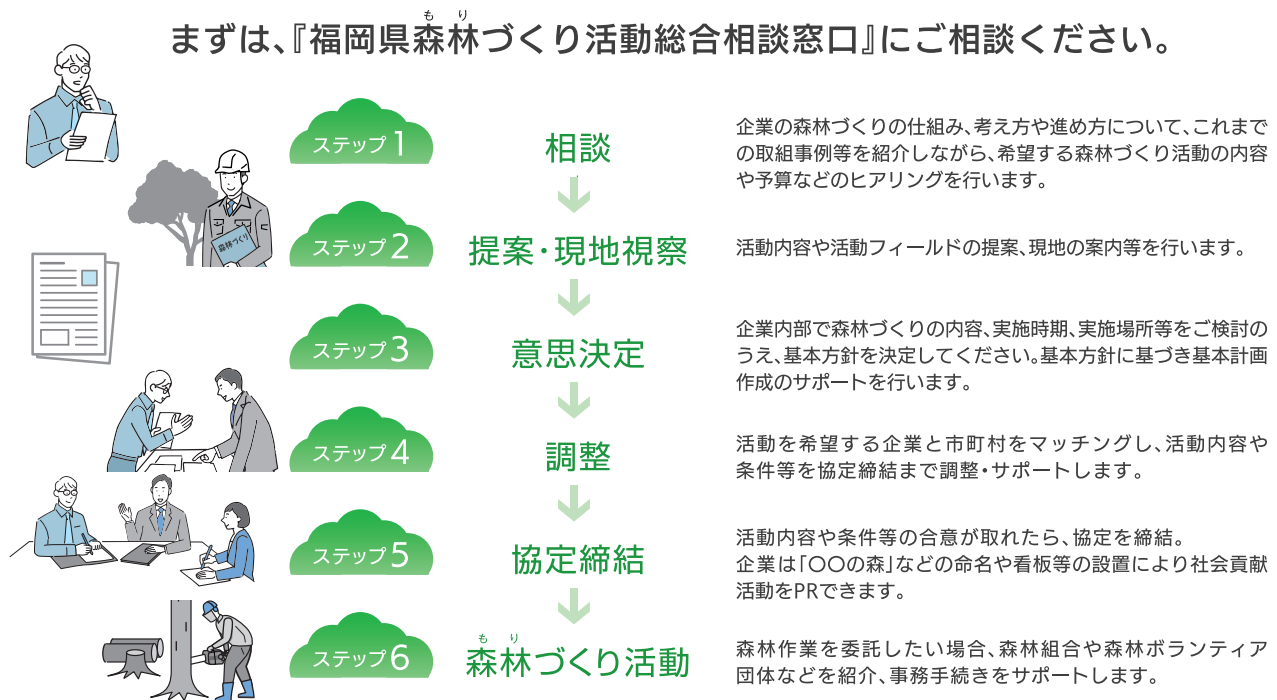 もり
まずは、『福岡県森林づくり活動総合相談窓口』にご相談ください。
ステップ1
相談
企業の森林づくりの仕組み、考え方や進め方について、これまで
の取組事例等を紹介しながら、希望する森林づくり活動の内容
や予算などのヒアリングを行います。
森林づくり
ステップ2
提案・現地視察
活動内容や活動フィールドの提案、現地の案内等を行います。
ステップ3
意思決定
企業内部で森林づくりの内容、実施時期、実施場所等をご検討の
うえ、基本方針を決定してください。基本方針に基づき基本計画
作成のサポートを行います。
ステップ4
調整
活動を希望する企業と市町村をマッチングし、活動内容や
条件等を協定締結まで調整・サポートします。
ステップ5
協定締結
活動内容や条件等の合意が取れたら、協定を締結。
企業は「〇〇の森」などの命名や看板等の設置により社会貢献
活動をPRできます。
ステップ6
もり
森林づくり活動
森林作業を委託したい場合、森林組合や森林ボランティア
団体などを紹介、事務手続きをサポートします。